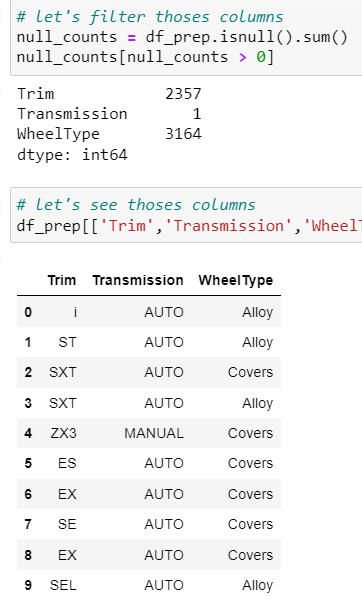 # let's filter thoses columns
null_counts = df_prep.isnull().sum()
null_counts[null_counts > 0]
Trim 2357
Transmission 1
WheelType 3164
dtype: int64
# let's see thoses columns
df_prep[['Trim','Transmission','Wheel
Trim Transmission WheelType
0 i AUTO Alloy
1 ST AUTO Alloy
2 SXT AUTO Covers
3 SXT AUTO Alloy
4 ZX3 MANUAL Covers
5 ES AUTO Covers
6 EX AUTO Covers
7 SE AUTO Covers
8 EX AUTO Covers
9 SEL AUTO Alloy